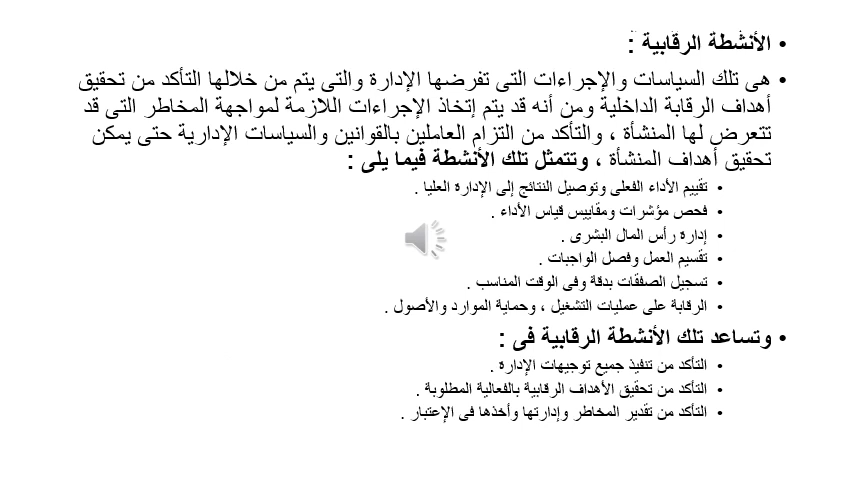 • الأنشطة الرقابية :
• هى تلك السياسات والإجراءات التى تفرضها الإدارة والتى يتم من خلالها التأكد من تحقيق
أهداف الرقابة الداخلية ومن أنه قد يتم إتخاذ الإجراءات اللازمة لمواجهة المخاطر التى قد
تتعرض لها المنشأة ، والتأكد من التزام العاملين بالقوانين والسياسات الإدارية حتى يمكن
تحقيق أهداف المنشأة ، وتتمثل تلك الأنشطة فيما يلى :
• تقييم الأداء الفعلى وتوصيل النتائج إلى الإدارة العليا .
• فحص مؤشرات ومقاييس قياس الأداء .
• إدارة رأس المال البشرى .
• تقسيم العمل وفصل الواجبات .
• تسجيل الصفقات بدقة وفى الوقت المناسب .
• الرقابة على عمليات التشغيل ، وحماية الموارد والأصول .
• وتساعد تلك الأنشطة الرقابية فى :
• التأكد من تنفيذ جميع توجيهات الإدارة .
• التأكد من تحقيق الأهداف الرقابية بالفعالية المطلوبة .
• التأكد من تقدير المخاطر وإدارتها وأخذها فى الإعتبار .